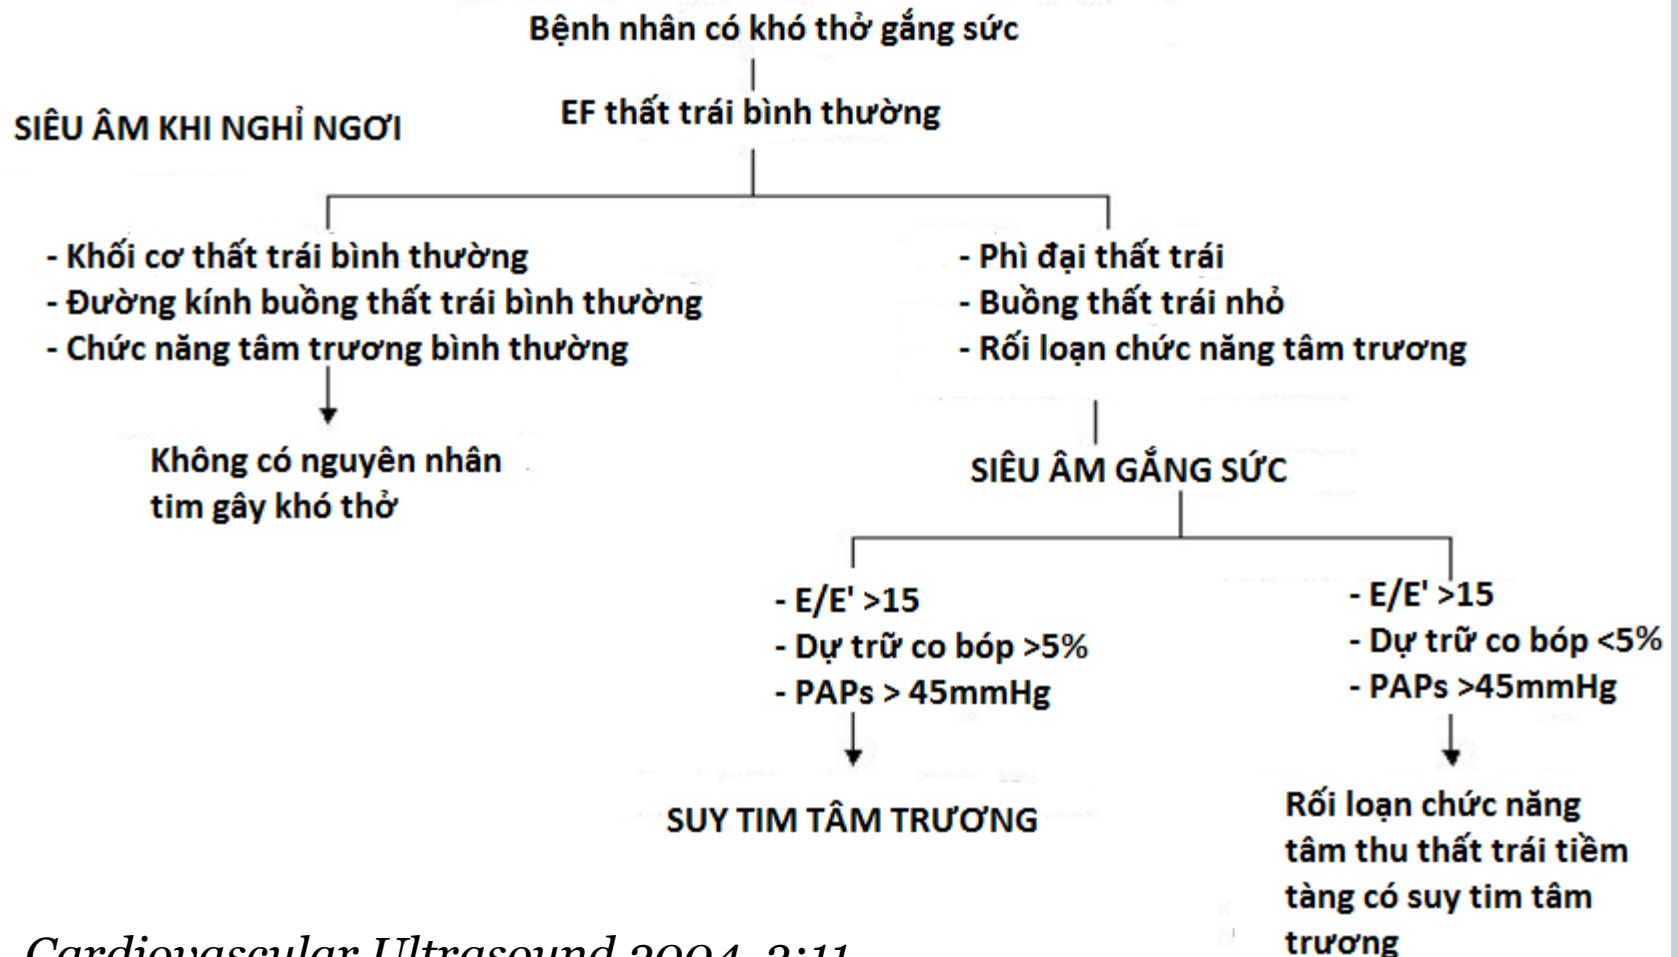 Bệnh nhân có khó thở gắng sức
EF thất trái bình thường
SIÊU ÂM KHI NGHỈ NGƠI
- Khối cơ thất trái bình thường
- Đường kính buồng thất trái bình thường
- Chức năng tâm trương bình thường
Không có nguyên nhân
tim gây khó thở
- Phì đại thất trái
- Buồng thất trái nhỏ
- Rối loạn chức năng tâm trương
SIÊU ÂM GẮNG SỨC
- E/E' >15
- Dự trữ co bóp >5%
- PAPs > 45mmHg
SUY TIM TÂM TRƯƠNG
- E/E' >15
- Dự trữ co bóp <5%
- PAPs >45mmHg
Rối loạn chức năng
tâm thu thất trái tiềm
tàng có suy tim tâm
trương
Cardiovascular Ultrasound 2004, 2:11